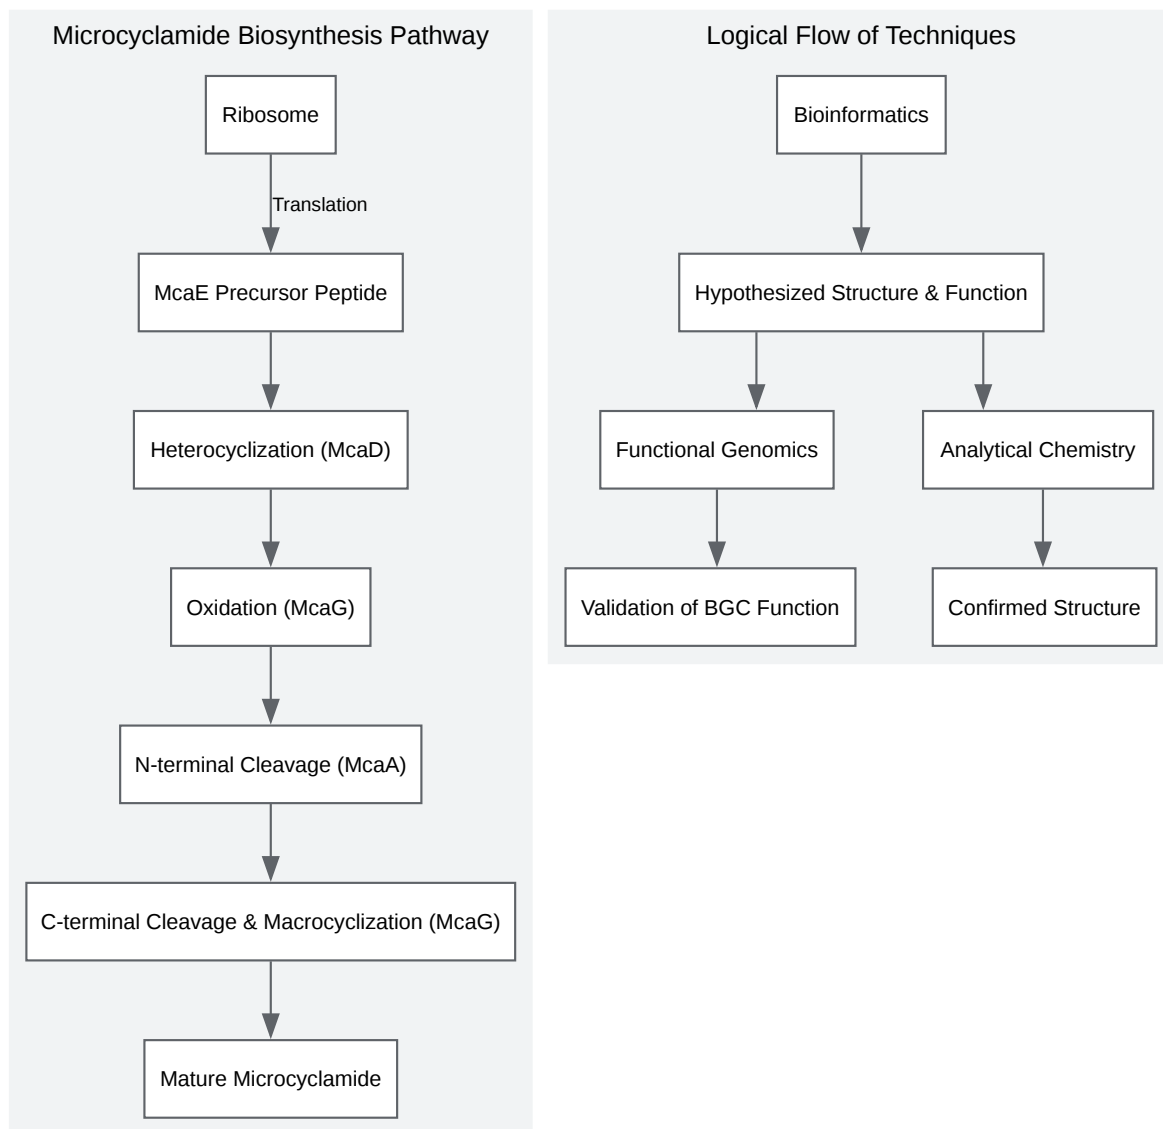 Microcyclamide Biosynthesis Pathway
Ribosome
Translation
McaE Precursor Peptide
Heterocyclization (McaD)
Oxidation (McaG)
N-terminal Cleavage (McaA)
C-terminal Cleavage & Macrocyclization (McaG)
Mature Microcyclamide
Logical Flow of Techniques
Bioinformatics
Hypothesized Structure & Function
Functional Genomics
Analytical Chemistry
Validation of BGC Function
Confirmed Structure